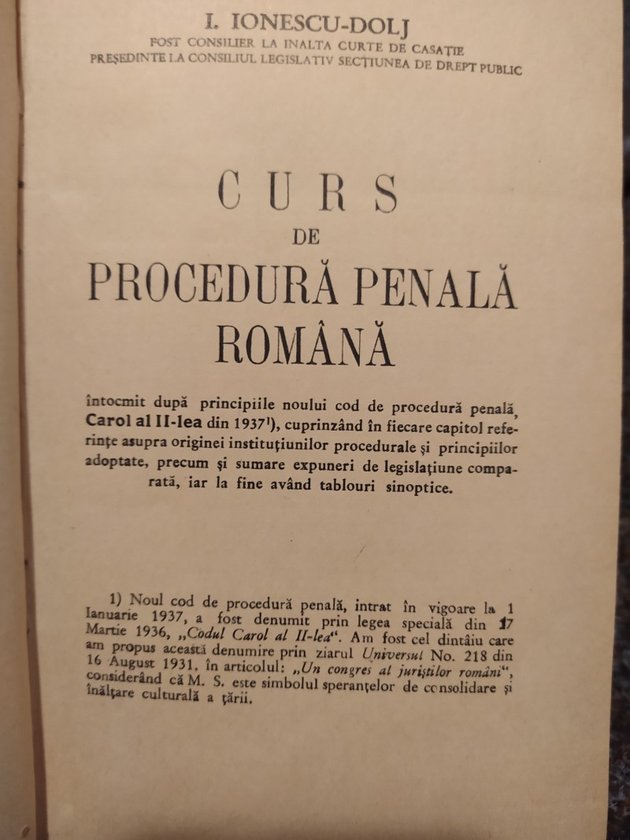 I. IONESCU-DOLJ
FOST CONSILIER LA INALTA CURTE DE CASAȚIE
PREȘEDINTE LA CONSILIUL LEGISLATIV SECȚIUNEA DE DREPT PUBLIC
CURS
DE
PROCEDURĂ PENALĂ
ROMÂNĂ
întocmit după principiile noului cod de procedură penală,
Carol al II-lea din 1937¹), cuprinzând în fiecare capitol refe-
rințe asupra originei instituțiunilor procedurale și principiilor
adoptate, precum și sumare expuneri de legislațiune compa-
rată, iar la fine având tablouri sinoptice.
1) Noul cod de procedură penală, intrat în vigoare la 1
Ianuarie 1937, a fost denumit prin legea specială din 17
Martie 1936, „Codul Carol al II-lea“. Am fost cel dintâiu care
am propus această denumire prin ziarul Universul No. 218 din
16 August 1931, în articolul: „Un congres al juriștilor români“,
considerând că M. S. este simbolul speranțelor de consolidare și
înălțare culturală a țării.